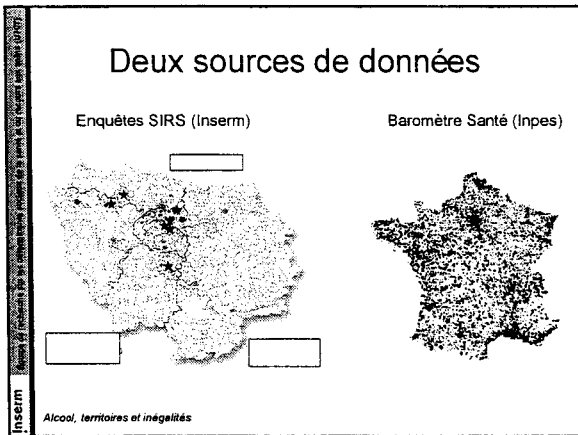 Deux sources de données
Enquêtes SIRS (Inserm)
Baromètre Santé (Inpes)
Alcool, territoires et inégalités
Inserm